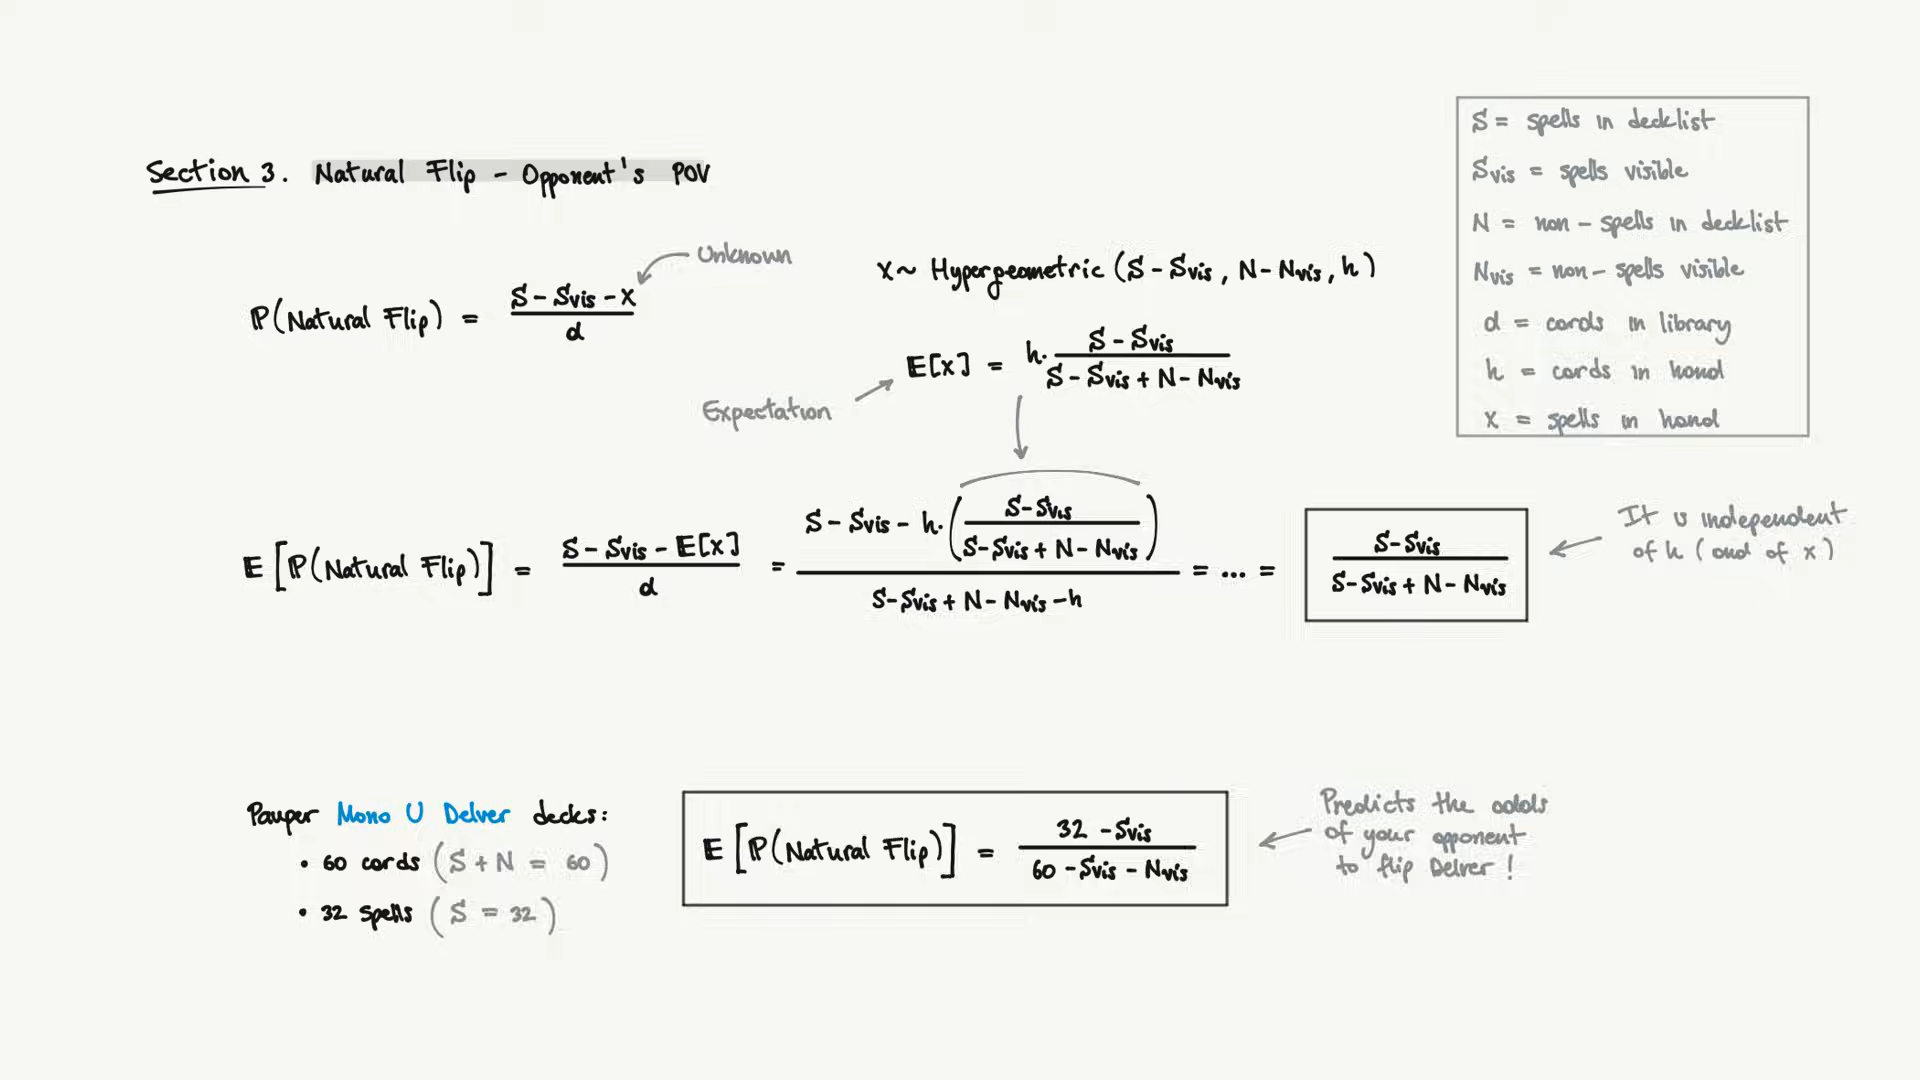 Section 3. Natural Flip - Opponent's POV
S = spells in decklist
Svis = spells visible
N = non-spells in decklist
Nvis = non-spells visible
d = cards in library
h = cards in hand
x = spells in hand
Unknown
P(Natural Flip) = (S - Svis - x) / d
x ~ Hypergeometric (S - Svis, N - Nvis, h)
E[x] = h · (S - Svis) / (S - Svis + N - Nvis)
Expectation
E[P(Natural Flip)] = (S - Svis - E[x]) / d = (S - Svis - h · ((S - Svis) / (S - Svis + N - Nvis))) / (S - Svis + N - Nvis - h) = ... = (S - Svis) / (S - Svis + N - Nvis)
It is independent
of h (and of x)
Pauper Mono U Delver decks:
• 60 cards (S + N = 60)
• 32 spells (S = 32)
E[P(Natural Flip)] = (32 - Svis) / (60 - Svis - Nvis)
Predicts the odds
of your opponent
to flip Delver!